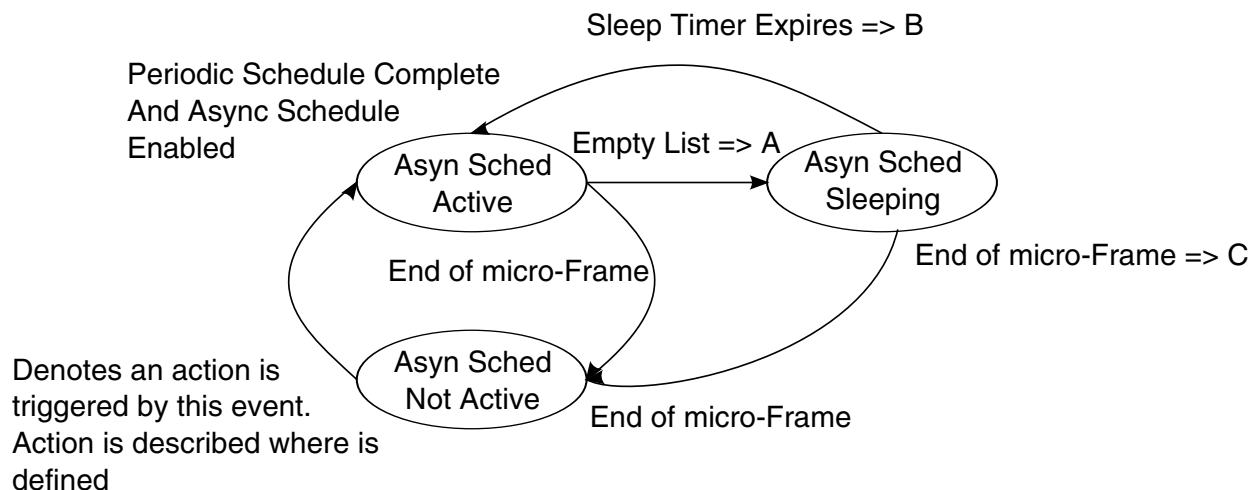 Sleep Timer Expires => B
Periodic Schedule Complete
And Async Schedule
Enabled
Empty List => A
Asyn Sched
Active
Asyn Sched
Sleeping
End of micro-Frame => C
End of micro-Frame
Asyn Sched
Not Active
End of micro-Frame
Denotes an action is
triggered by this event.
Action is described where is
defined